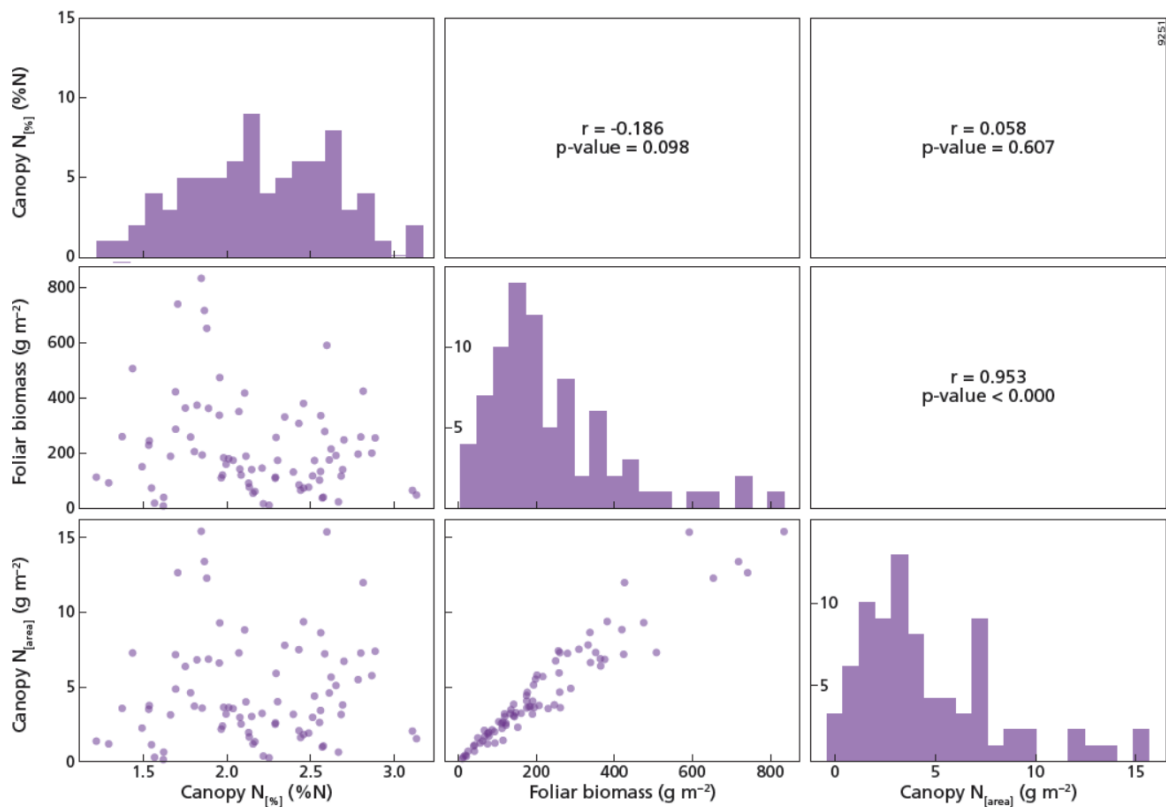 15
10
5
0
Canopy N[%] (%N)
r = -0.186
p-value = 0.098
r = 0.058
p-value = 0.607
9251
800
600
400
200
0
Foliar biomass (g m⁻²)
10
5
r = 0.953
p-value < 0.000
15
10
5
0
Canopy N[area] (g m⁻²)
10
5
1.5 2.0 2.5 3.0
Canopy N[%] (%N)
0 200 400 600 800
Foliar biomass (g m⁻²)
0 5 10 15
Canopy N[area] (g m⁻²)